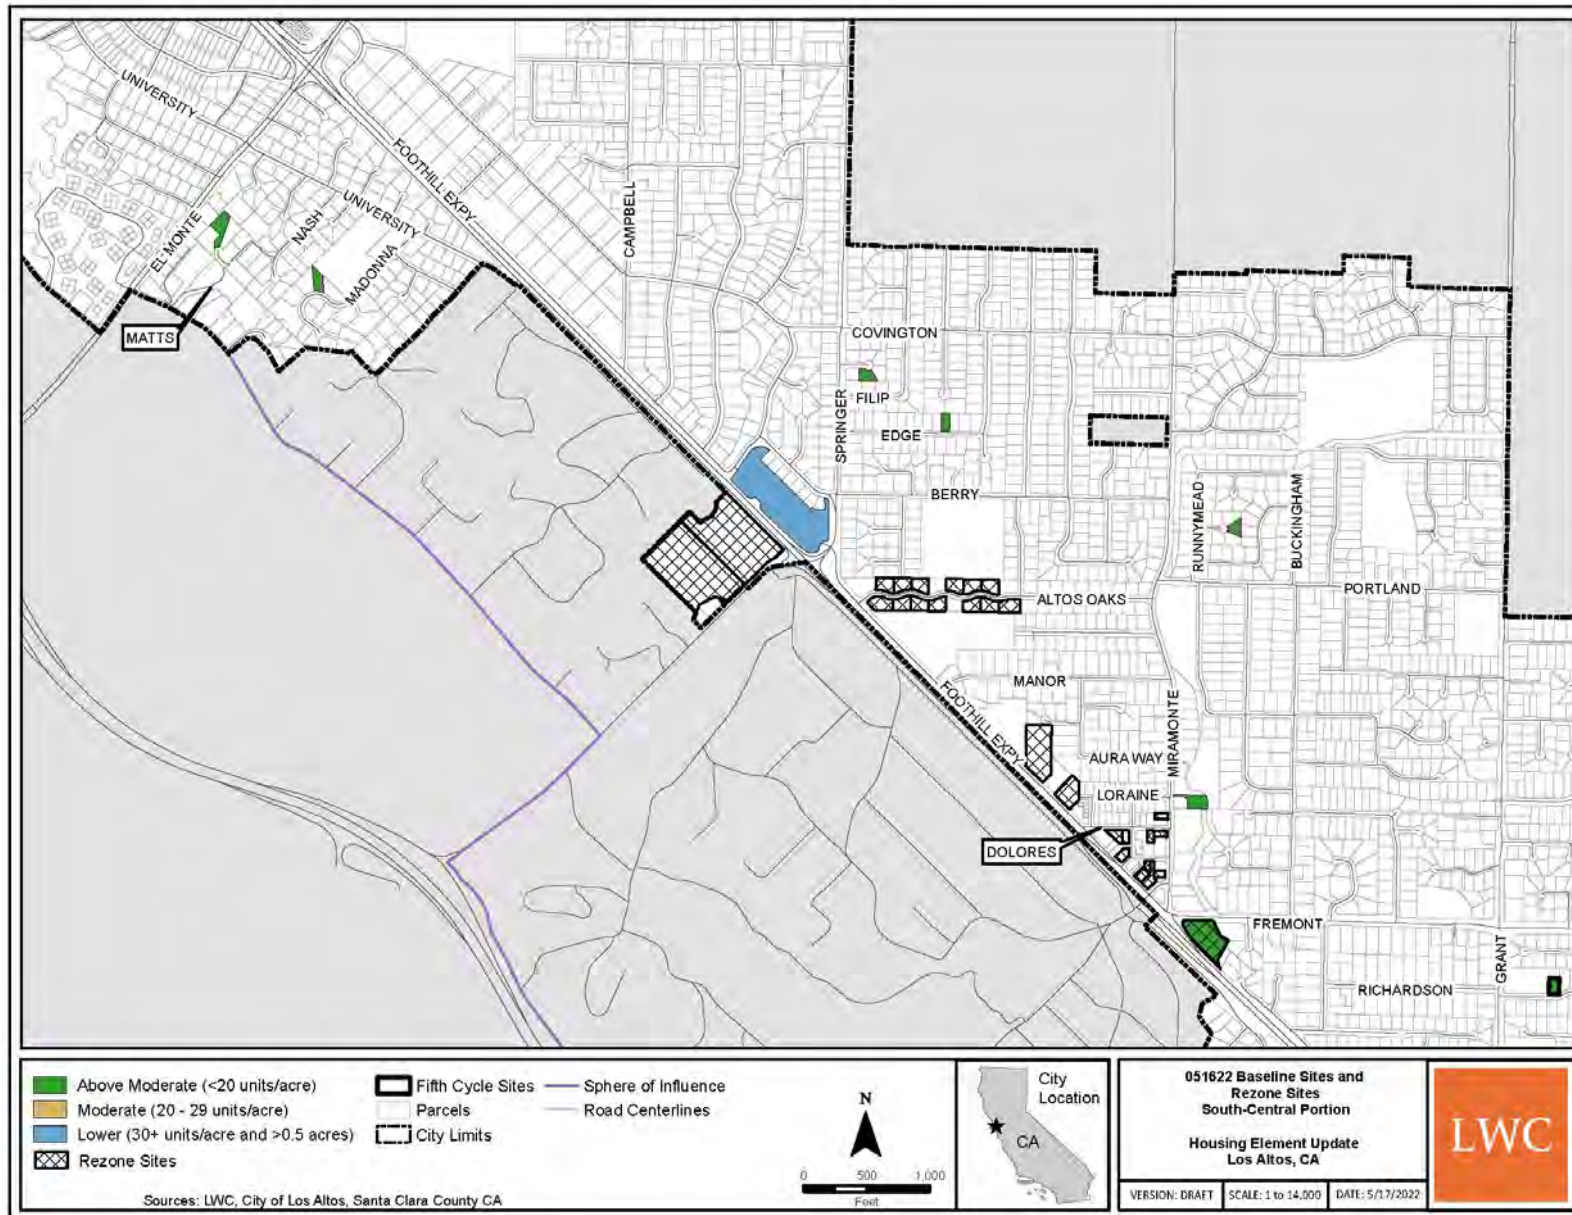 UNIVERSITY
FOOTHILL EXPY
CAMPBELL
UNIVERSITY
EL MONTE
NASH
MADONNA
MATTS
COVINGTON
SPRINGER
FILIP
EDGE
BERRY
RUNNYMEAD
BUCKINGHAM
PORTLAND
ALTOS OAKS
MANOR
FOOTHILL EXPY
MIRAMONTE
AURA WAY
LORAINE
DOLORES
FREMONT
GRANT
RICHARDSON
Above Moderate (<20 units/acre)
Moderate (20 - 29 units/acre)
Lower (30+ units/acre and >0.5 acres)
Rezone Sites
Fifth Cycle Sites
Parcels
City Limits
Sphere of Influence
Road Centerlines
Sources: LWC, City of Los Altos, Santa Clara County CA
N
0 500 1,000
Feet
City
Location
CA
051622 Baseline Sites and
Rezone Sites
South-Central Portion
Housing Element Update
Los Altos, CA
VERSION: DRAFT
SCALE: 1 to 14,000
DATE: 5/17/2022
LWC